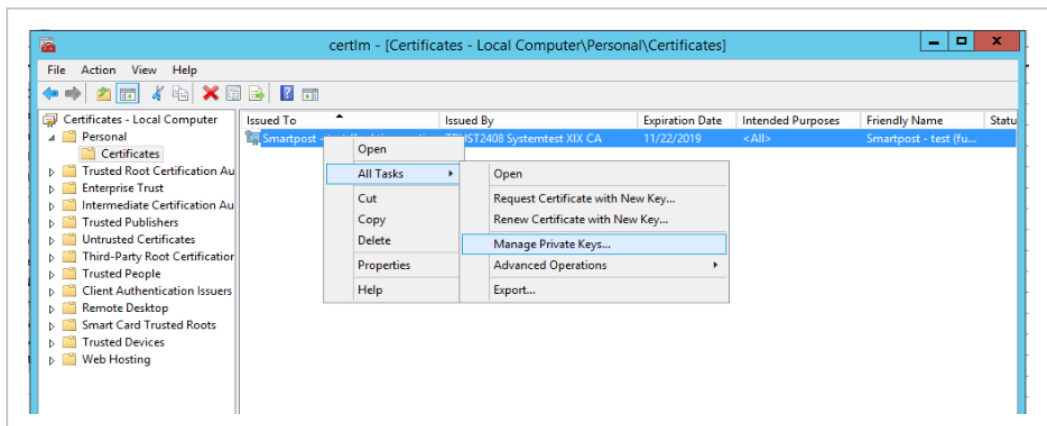 certlm - [Certificates - Local Computer\Personal\Certificates]
File Action View Help
Certificates - Local Computer
Personal
Certificates
Trusted Root Certification Au
Enterprise Trust
Intermediate Certification Au
Trusted Publishers
Untrusted Certificates
Third-Party Root Certification
Trusted People
Client Authentication Issuers
Remote Desktop
Smart Card Trusted Roots
Trusted Devices
Web Hosting
Issued To Issued By Expiration Date Intended Purposes Friendly Name Statu
Smartpost - Systemtest XIX CA 11/22/2019 <All> Smartpost - test (fu...
Open
All Tasks
Cut
Copy
Delete
Properties
Help
Open
Request Certificate with New Key...
Renew Certificate with New Key...
Manage Private Keys...
Advanced Operations
Export...